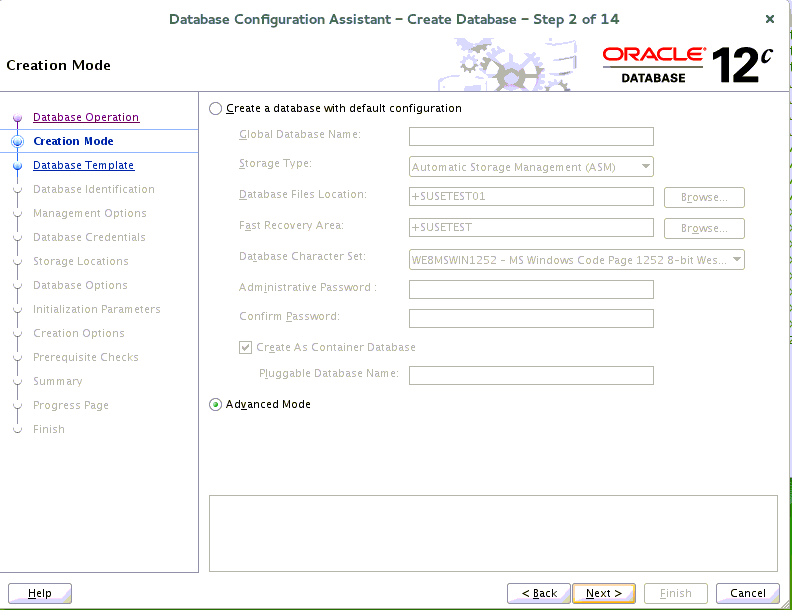 Database Configuration Assistant – Create Database – Step 2 of 14
Creation Mode
ORACLE
DATABASE
12c
Database Operation
Creation Mode
Database Template
Database Identification
Management Options
Database Credentials
Storage Locations
Database Options
Initialization Parameters
Creation Options
Prerequisite Checks
Summary
Progress Page
Finish
Create a database with default configuration
Global Database Name:
Storage Type: Automatic Storage Management (ASM)
Database Files Location: +SUSETEST01 Browse...
Fast Recovery Area: +SUSETEST Browse...
Database Character Set: WE8MSWIN1252 – MS Windows Code Page 1252 8-bit Wes...
Administrative Password :
Confirm Password:
Create As Container Database
Pluggable Database Name:
Advanced Mode
Help < Back Next > Finish Cancel